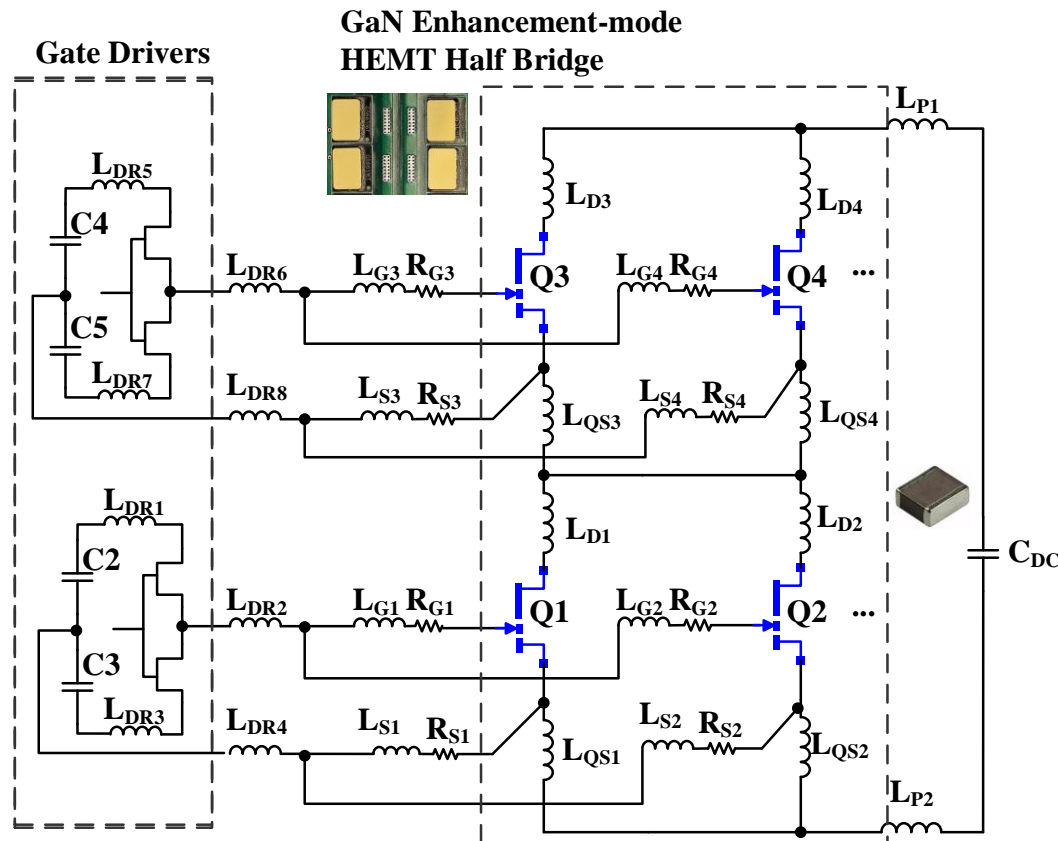 GaN Enhancement-mode
HEMT Half Bridge
Gate Drivers
LP1
LDR5
C4
LD3
LD4
LDR6
LG3 RG3
Q3
LG4 RG4
Q4
...
C5
LDR7
LDR8
LS3
RS3
LS4
RS4
LQS3
LQS4
LDR1
C2
LD1
LD2
CDC
LDR2
LG1 RG1
Q1
LG2 RG2
Q2
...
C3
LDR3
LDR4
LS1
RS1
LS2
RS2
LQS1
LQS2
LP2